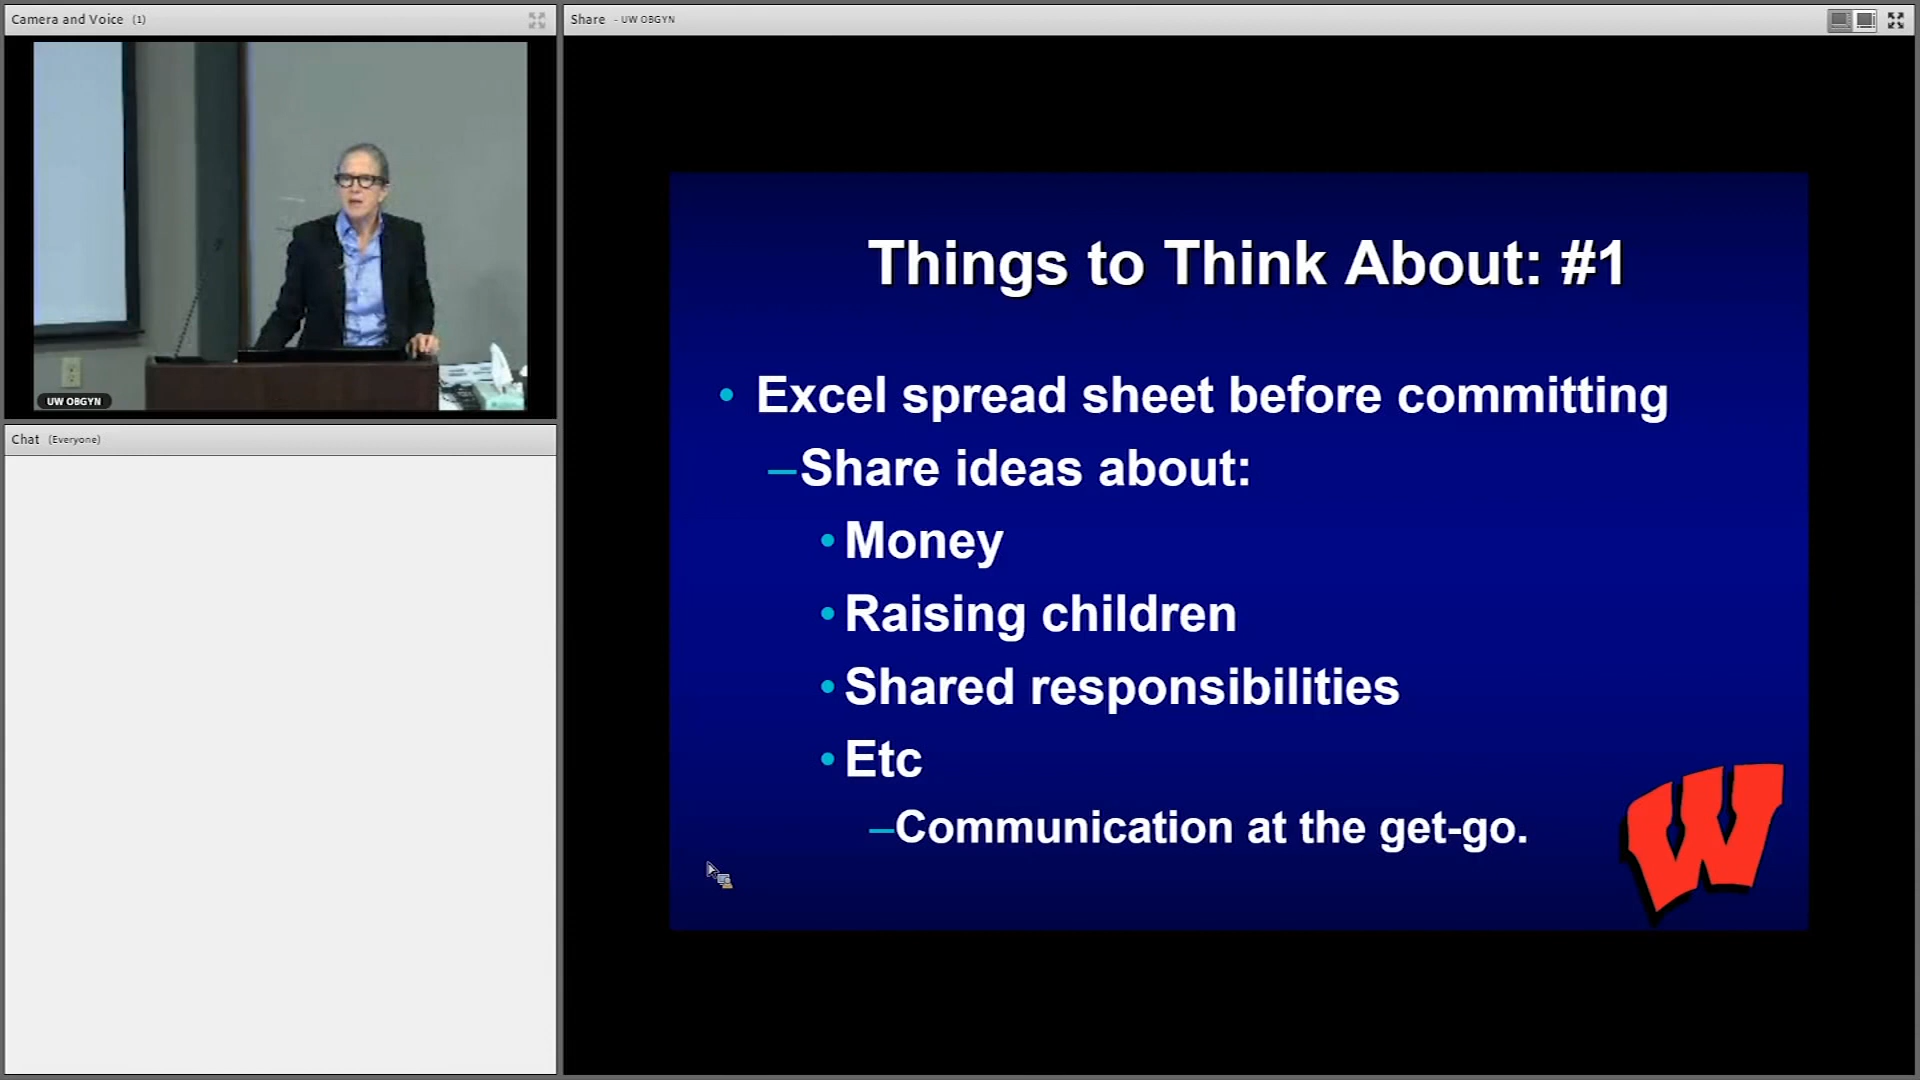 Camera and Voice (1)
Share - UW OBGYN
UW OBGYN
Chat (Everyone)
Things to Think About: #1
• Excel spread sheet before committing
–Share ideas about:
• Money
• Raising children
• Shared responsibilities
• Etc
–Communication at the get-go.
W